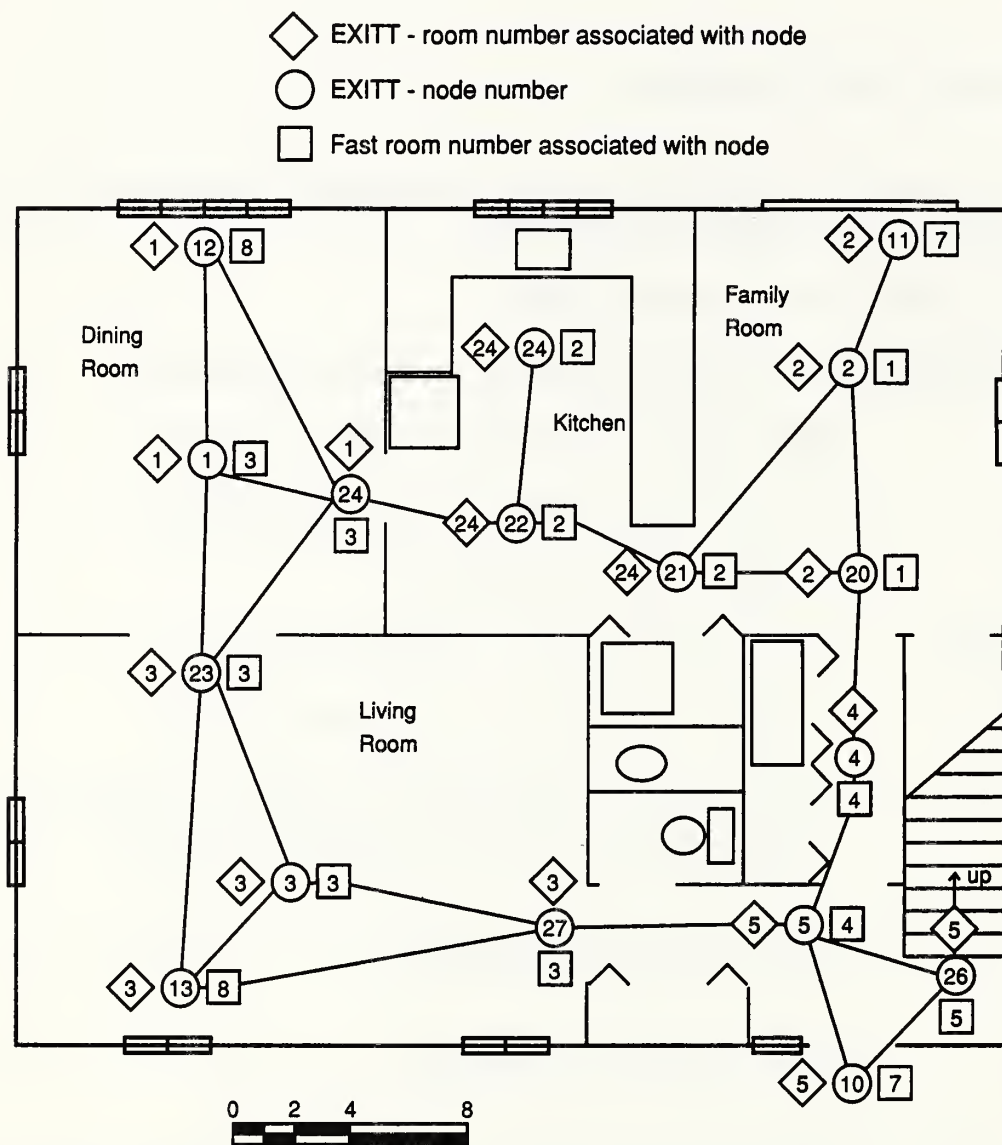 EXITT - room number associated with node
EXITT - node number
Fast room number associated with node
1 12 8
2 11 7
Family
Room
Dining
Room
24 24 2
2 2 1
Kitchen
1
1 1 3
24
3
24 22 2
24 21 2
2 20 1
3 23 3
Living
Room
4
4
4
3 3 3
3
27
3
up
5 5 4
5
26
5
3 13 8
5 10 7
0 2 4 8